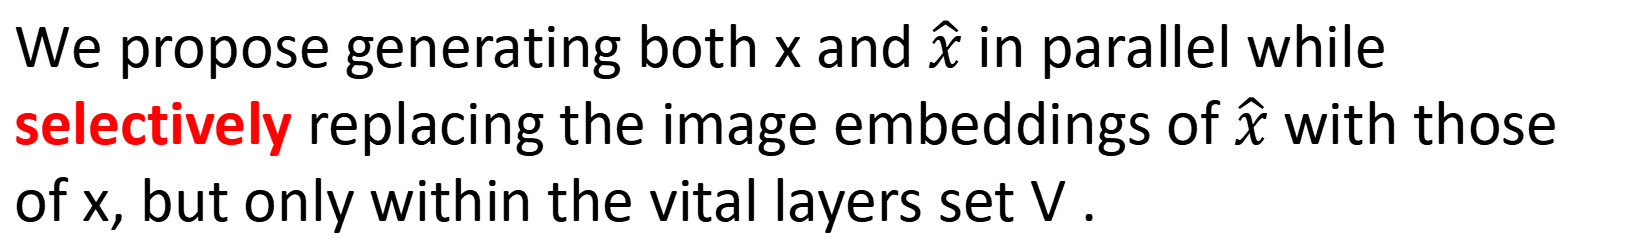 We propose generating both x and x̂ in parallel while
selectively replacing the image embeddings of x̂ with those
of x, but only within the vital layers set V .